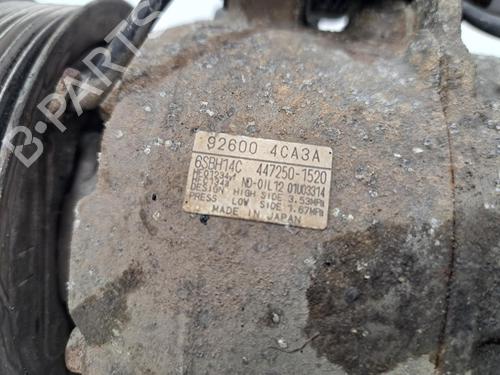 92600 4CA3A
6SBH14C 447250-1520
HFO1234yf ND-OIL12 01U03314
DESIGN HIGH SIDE 3.53MPa
PRESS LOW SIDE 1.67MPa
MADE IN JAPAN
B-PARTS